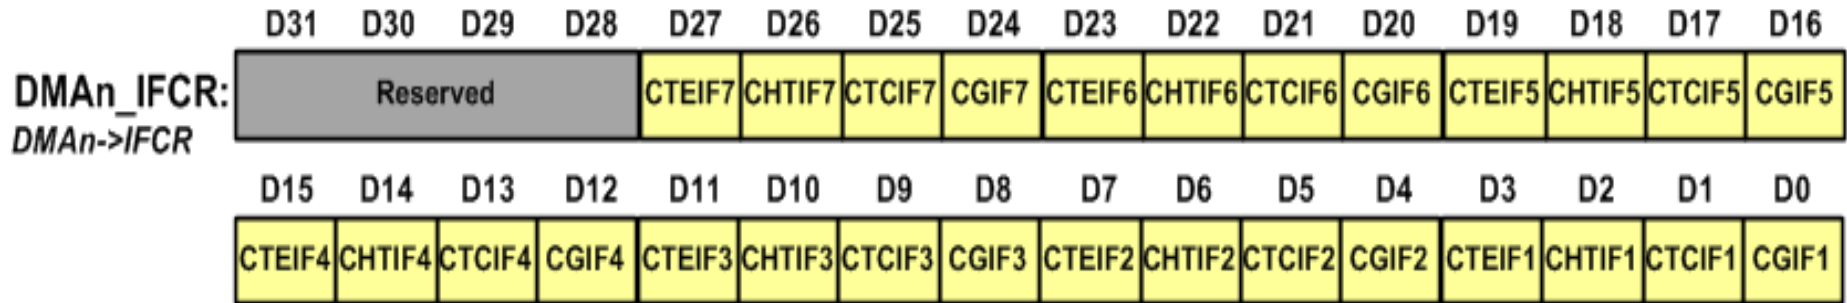 D31 D30 D29 D28 D27 D26 D25 D24 D23 D22 D21 D20 D19 D18 D17 D16
DMAn_IFCR: Reserved CTEIF7 CHTIF7 CTCIF7 CGIF7 CTEIF6 CHTIF6 CTCIF6 CGIF6 CTEIF5 CHTIF5 CTCIF5 CGIF5
DMAn->IFCR
D15 D14 D13 D12 D11 D10 D9 D8 D7 D6 D5 D4 D3 D2 D1 D0
CTEIF4 CHTIF4 CTCIF4 CGIF4 CTEIF3 CHTIF3 CTCIF3 CGIF3 CTEIF2 CHTIF2 CTCIF2 CGIF2 CTEIF1 CHTIF1 CTCIF1 CGIF1